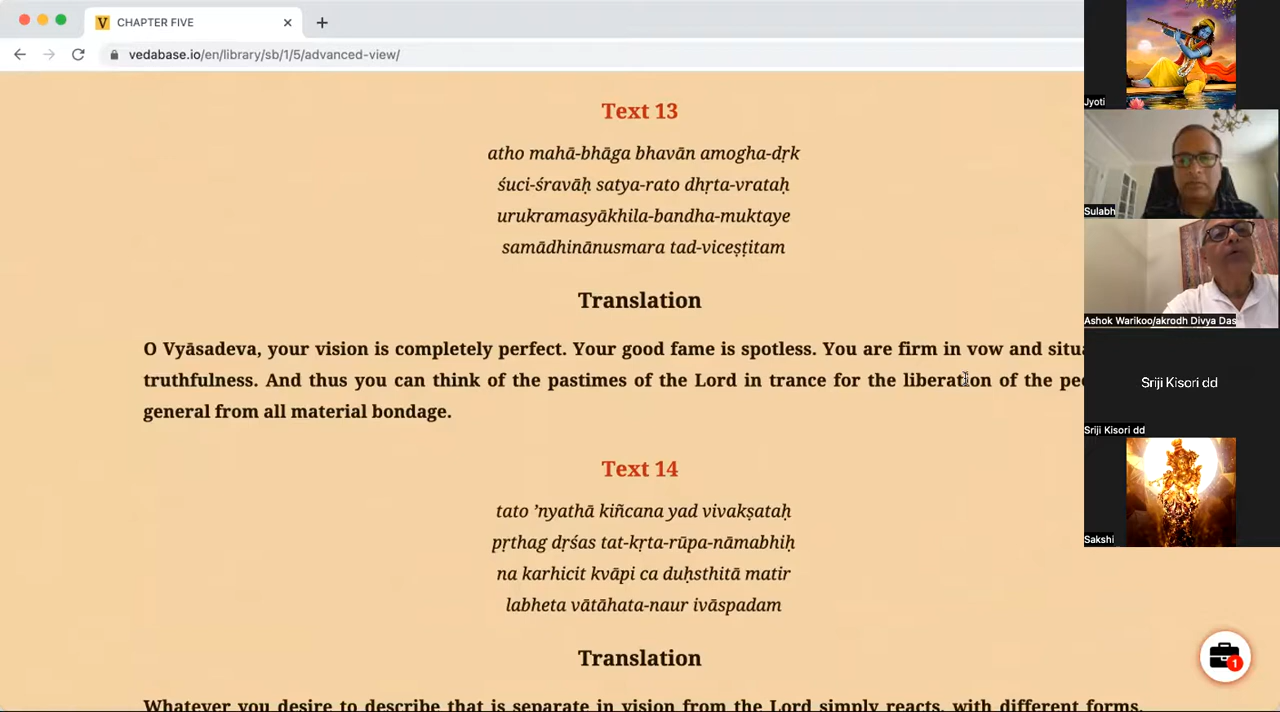 CHAPTER FIVE
vedabase.io/en/library/sb/1/5/advanced-view/
Text 13
atho mahā-bhāga bhavān amogha-dṛk
śuci-śravāḥ satya-rato dhṛta-vrataḥ
urukramasyākhila-bandha-muktaye
samādhinānusmara tad-viceṣṭitam
Translation
O Vyāsadeva, your vision is completely perfect. Your good fame is spotless. You are firm in vow and
truthfulness. And thus you can think of the pastimes of the Lord in trance for the liberation of the
general from all material bondage.
Text 14
tato ’nyathā kiñcana yad vivakṣataḥ
pṛthag dṛśas tat-kṛta-rūpa-nāmabhiḥ
na karhicit kvāpi ca duḥsthitā matir
labheta vātāhata-naur ivāspadam
Translation
Whatever you desire to describe that is separate in vision from the Lord simply reacts, with different forms,
Jyoti
Sulabh
Ashok Warikoo/akrodh Divya Das
Sriji Kisori dd
Sriji Kisori dd
Sakshi
1